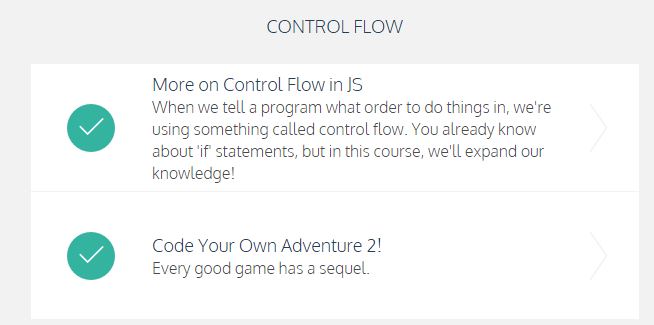 CONTROL FLOW
More on Control Flow in JS
When we tell a program what order to do things in, we're
using something called control flow. You already know
about 'if' statements, but in this course, we'll expand our
knowledge!
Code Your Own Adventure 2!
Every good game has a sequel.